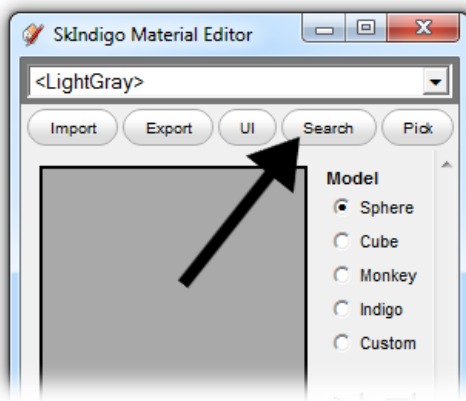 SkIndigo Material Editor
<LightGray>
Import Export UI Search Pick
Model
Sphere
Cube
Monkey
Indigo
Custom